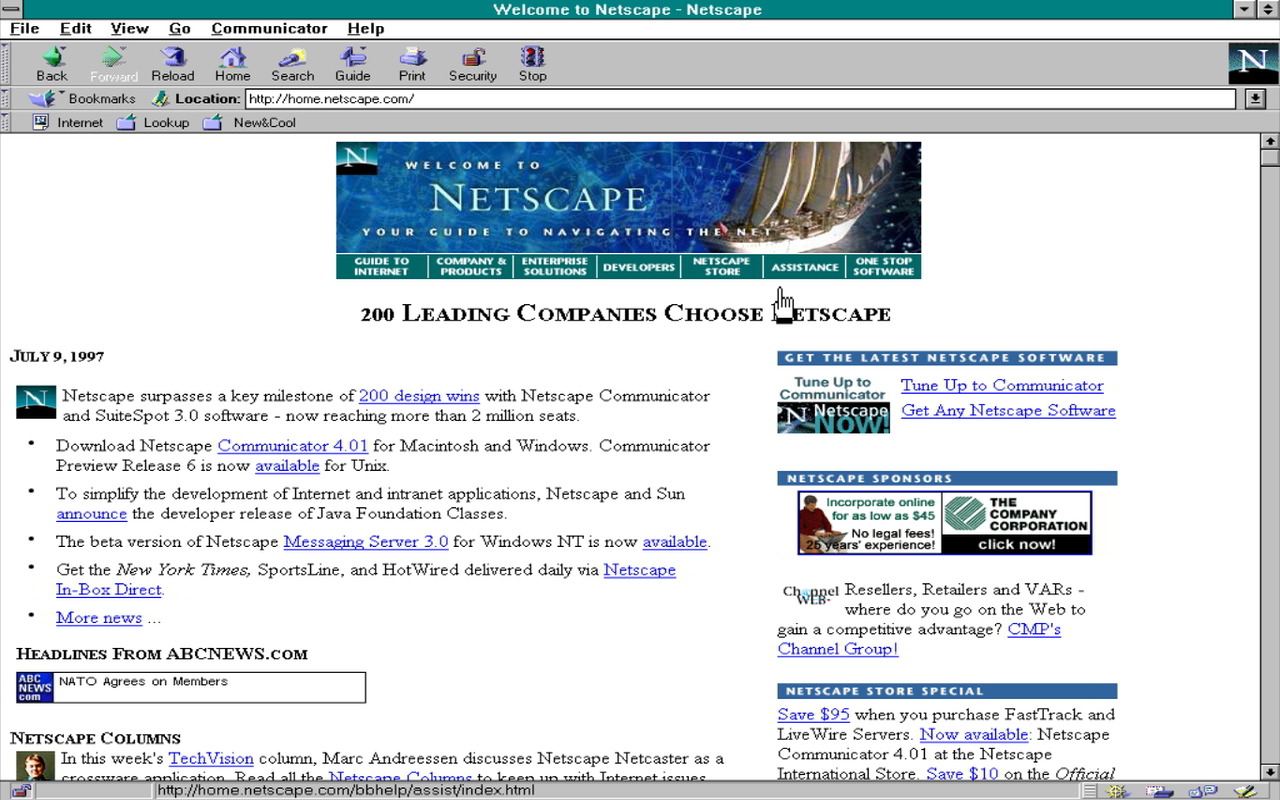 Welcome to Netscape - Netscape
File Edit View Go Communicator Help
Back Forward Reload Home Search Guide Print Security Stop
N
Bookmarks Location: http://home.netscape.com/
Internet Lookup New&Cool
N
WELCOME TO
NETSCAPE
YOUR GUIDE TO NAVIGATING THE NET
GUIDE TO INTERNET
COMPANY & PRODUCTS
ENTERPRISE SOLUTIONS
DEVELOPERS
NETSCAPE STORE
ASSISTANCE
ONE STOP SOFTWARE
200 LEADING COMPANIES CHOOSE NETSCAPE
JULY 9, 1997
N
Netscape surpasses a key milestone of 200 design wins with Netscape Communicator
and SuiteSpot 3.0 software - now reaching more than 2 million seats.
• Download Netscape Communicator 4.01 for Macintosh and Windows. Communicator
Preview Release 6 is now available for Unix.
• To simplify the development of Internet and intranet applications, Netscape and Sun
announce the developer release of Java Foundation Classes.
• The beta version of Netscape Messaging Server 3.0 for Windows NT is now available.
• Get the New York Times, SportsLine, and HotWired delivered daily via Netscape
In-Box Direct.
• More news ...
HEADLINES FROM ABCNEWS.COM
ABC
NEWS
com
NATO Agrees on Members
NETSCAPE COLUMNS
In this week's TechVision column, Marc Andreessen discusses Netscape Netcaster as a
crossware application. Read all the Netscape Columns to keep up with Internet issues
GET THE LATEST NETSCAPE SOFTWARE
Tune Up to
Communicator
N Netscape
NOW!
Tune Up to Communicator
Get Any Netscape Software
NETSCAPE SPONSORS
Incorporate online
for as low as $45
No legal fees!
25 years' experience!
THE
COMPANY
CORPORATION
click now!
Channel
WEB
Resellers, Retailers and VARs -
where do you go on the Web to
gain a competitive advantage? CMP's
Channel Group!
NETSCAPE STORE SPECIAL
Save $95 when you purchase FastTrack and
LiveWire Servers. Now available: Netscape
Communicator 4.01 at the Netscape
International Store. Save $10 on the Official
http://home.netscape.com/bbhelp/assist/index.html